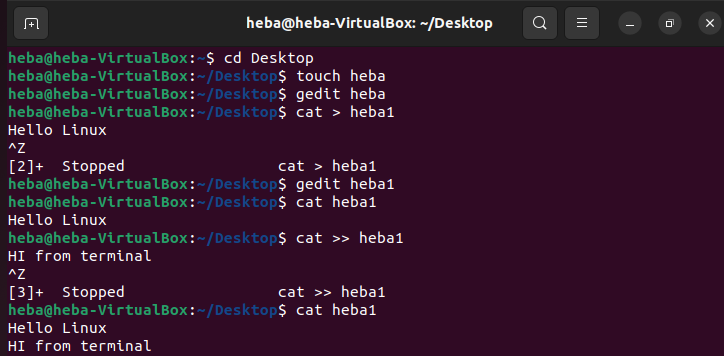 heba@heba-VirtualBox: ~/Desktop
heba@heba-VirtualBox:~$ cd Desktop
heba@heba-VirtualBox:~/Desktop$ touch heba
heba@heba-VirtualBox:~/Desktop$ gedit heba
heba@heba-VirtualBox:~/Desktop$ cat > heba1
Hello Linux
^Z
[2]+  Stopped                 cat > heba1
heba@heba-VirtualBox:~/Desktop$ gedit heba1
heba@heba-VirtualBox:~/Desktop$ cat heba1
Hello Linux
heba@heba-VirtualBox:~/Desktop$ cat >> heba1
HI from terminal
^Z
[3]+  Stopped                 cat >> heba1
heba@heba-VirtualBox:~/Desktop$ cat heba1
Hello Linux
HI from terminal